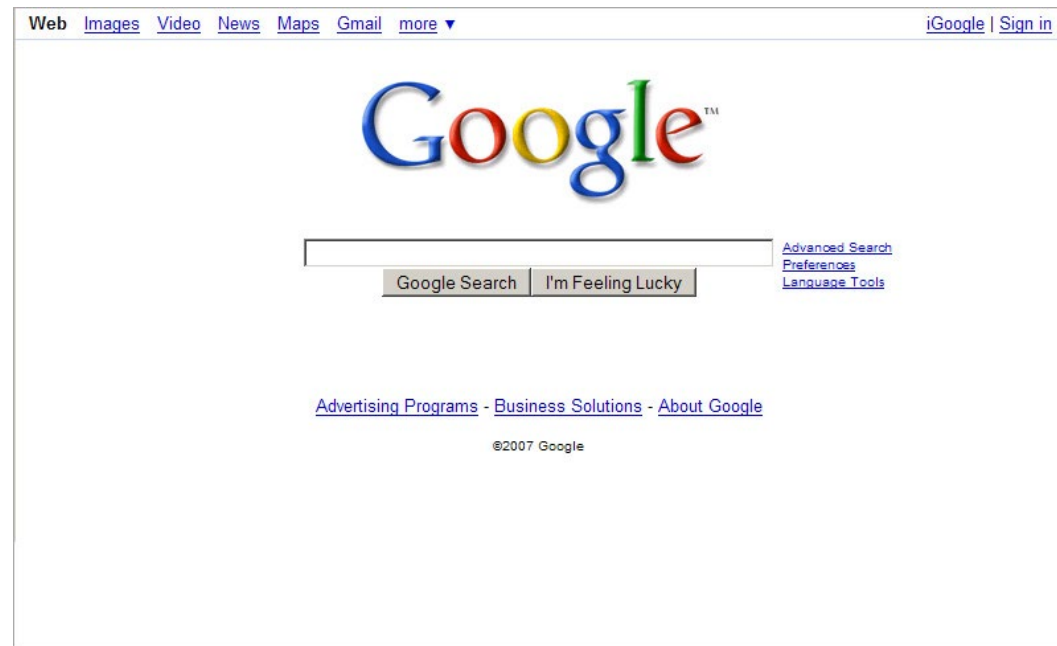 Web Images Video News Maps Gmail more ▼ iGoogle | Sign in
Google™
Advanced Search
Preferences
Language Tools
Google Search I'm Feeling Lucky
Advertising Programs - Business Solutions - About Google
©2007 Google